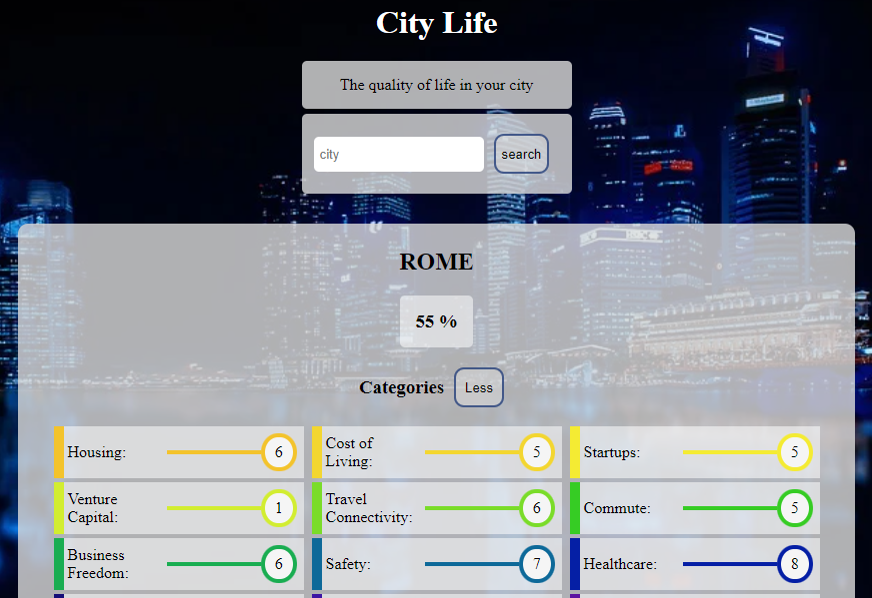 City Life
The quality of life in your city
city
search
ROME
55 %
Categories
Less
Housing:
6
Cost of
Living:
5
Startups:
5
Venture
Capital:
1
Travel
Connectivity:
6
Commute:
5
Business
Freedom:
6
Safety:
7
Healthcare:
8